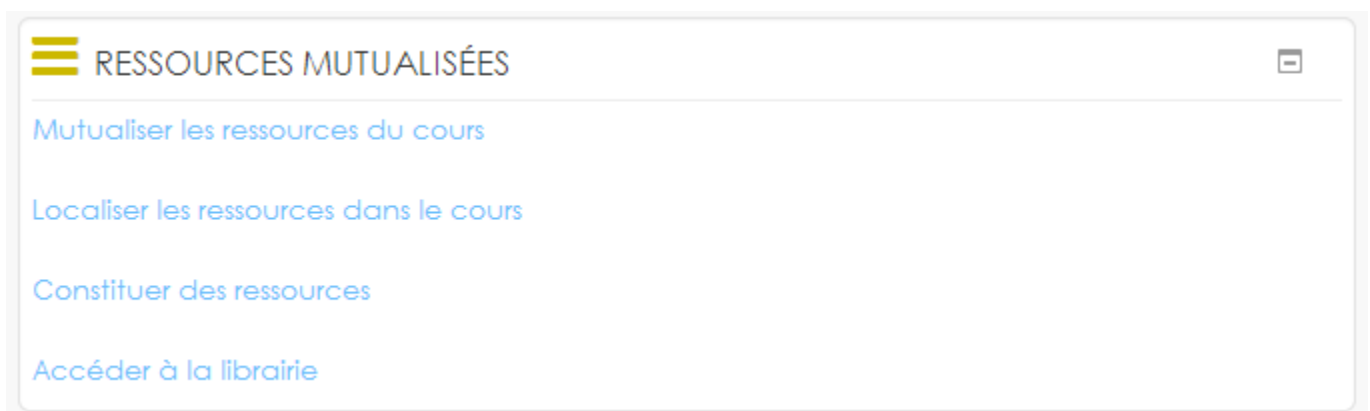 RESSOURCES MUTUALISÉES
Mutualiser les ressources du cours
Localiser les ressources dans le cours
Constituer des ressources
Accéder à la librairie